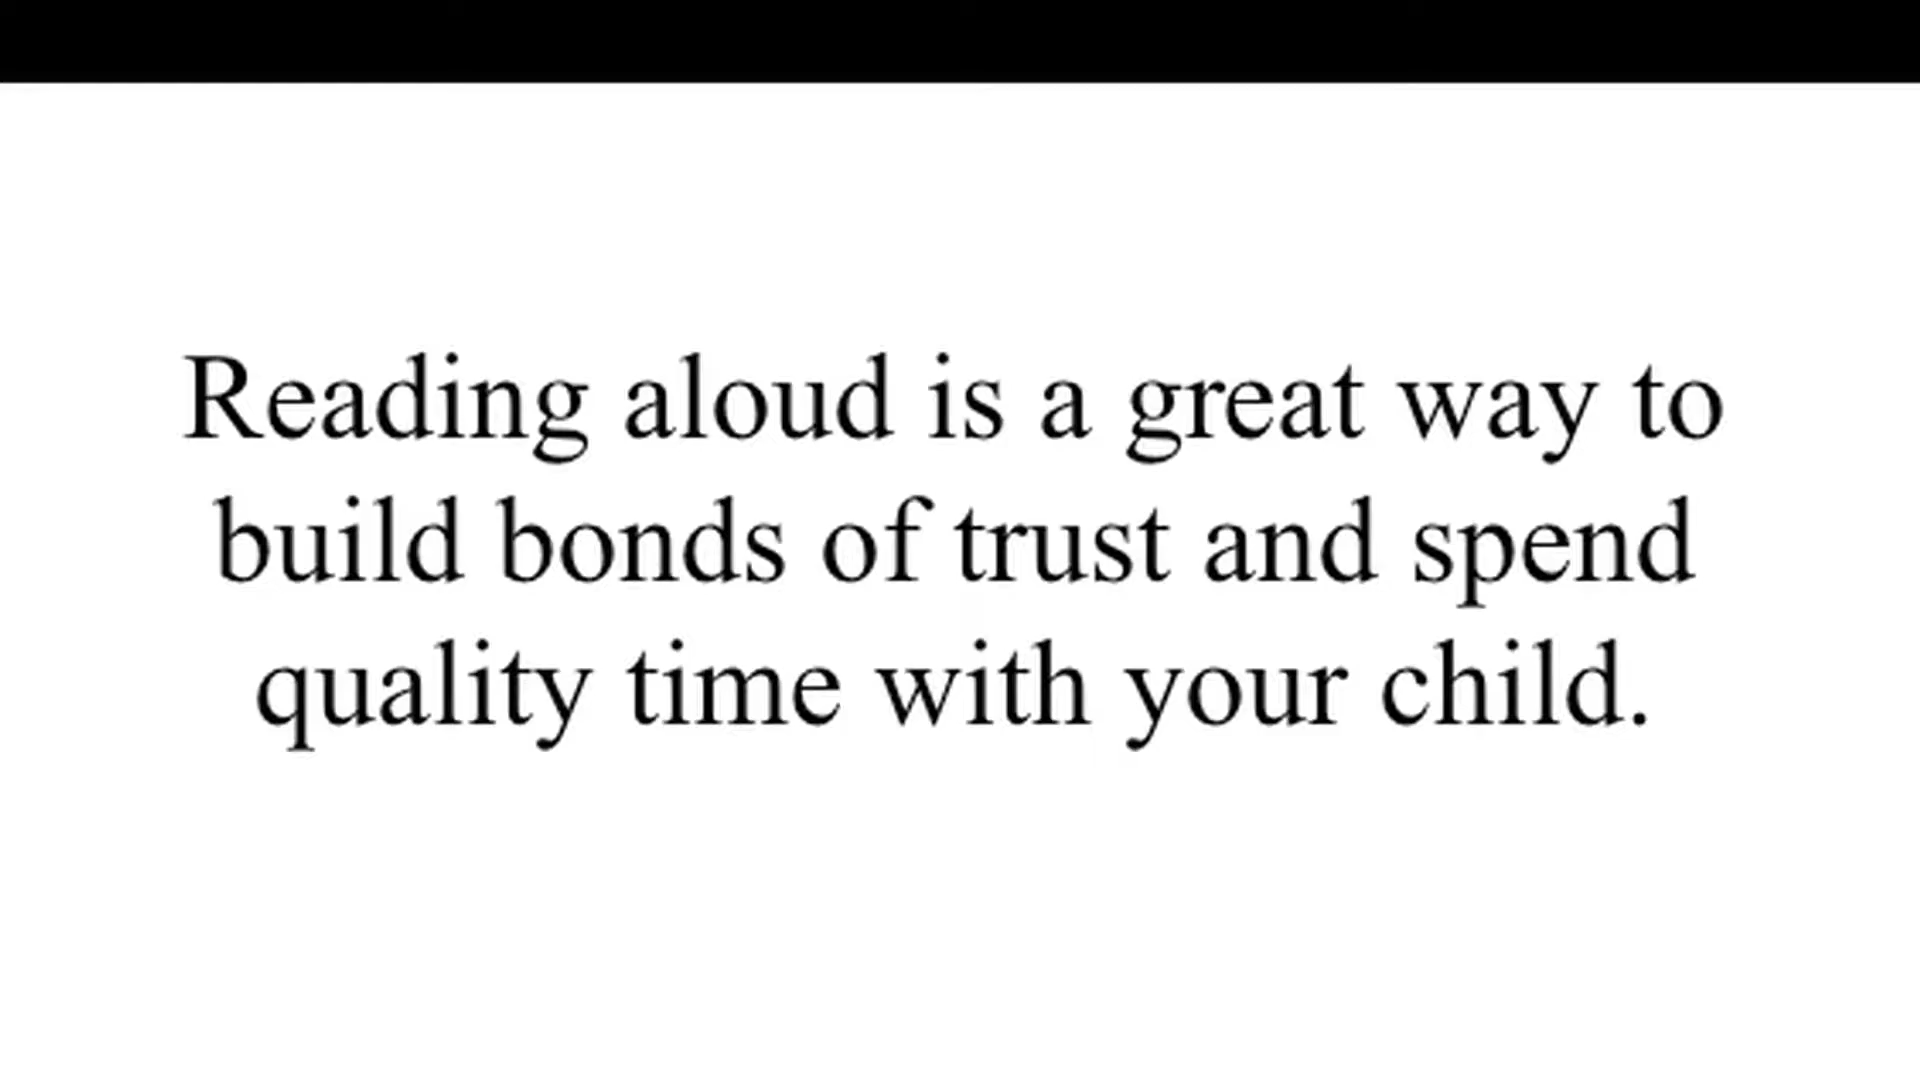 Reading aloud is a great way to
build bonds of trust and spend
quality time with your child.